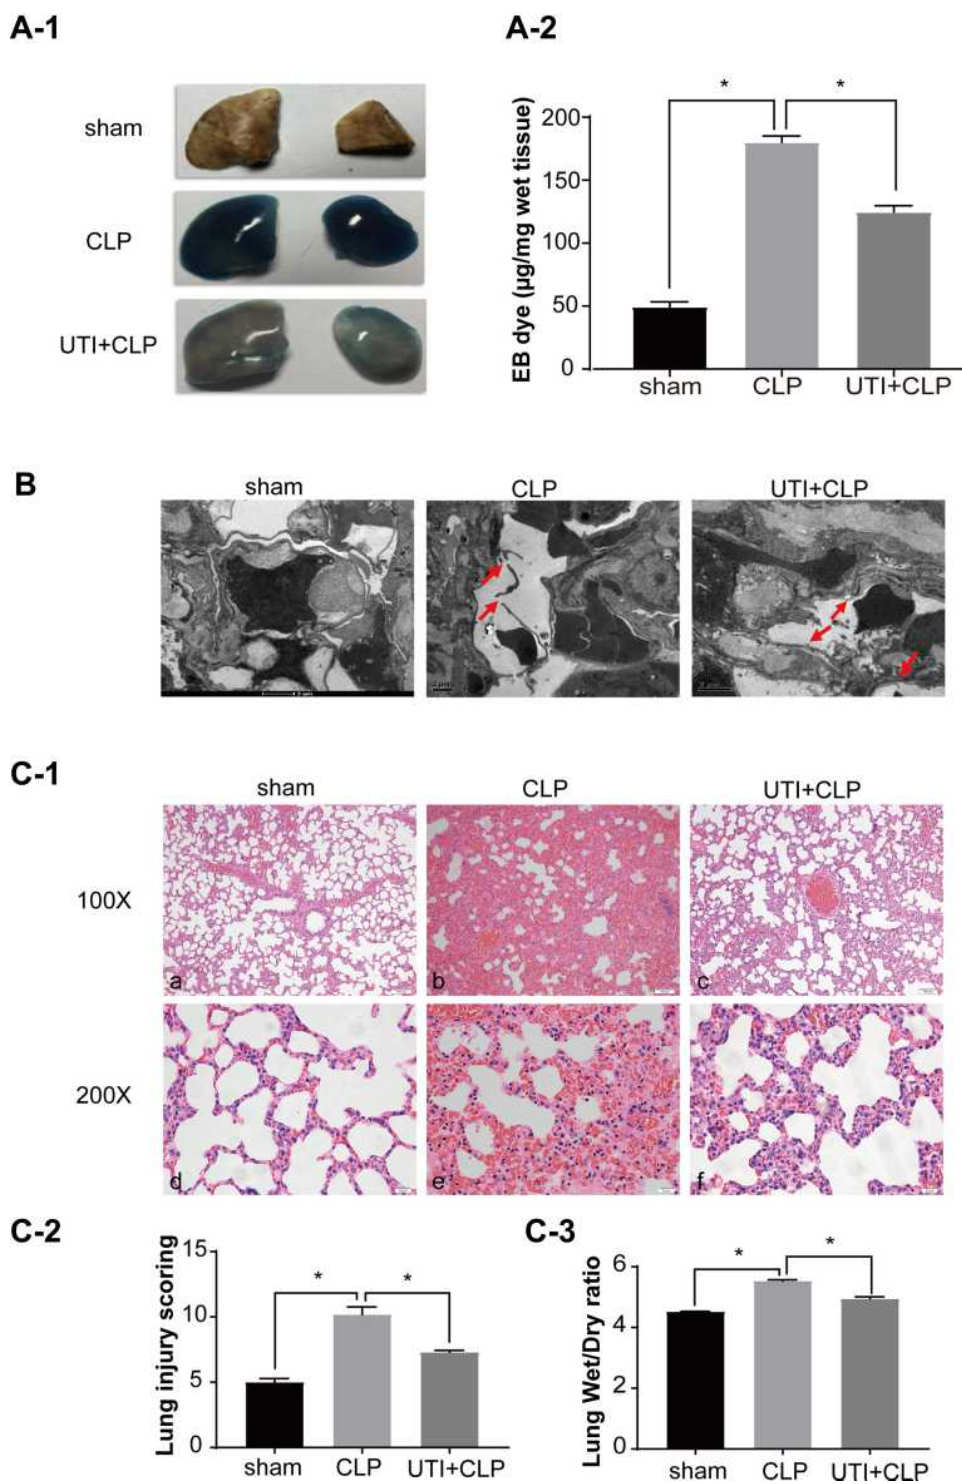 A-1
sham
CLP
UTI+CLP
A-2
EB dye (µg/mg wet tissue)
200
150
100
50
0
*
*
sham
CLP
UTI+CLP
B
sham
CLP
UTI+CLP
C-1
sham
CLP
UTI+CLP
100X
a
b
c
200X
d
e
f
C-2
Lung injury scoring
15
10
5
0
*
*
sham
CLP
UTI+CLP
C-3
Lung Wet/Dry ratio
6
4
2
0
*
*
sham
CLP
UTI+CLP